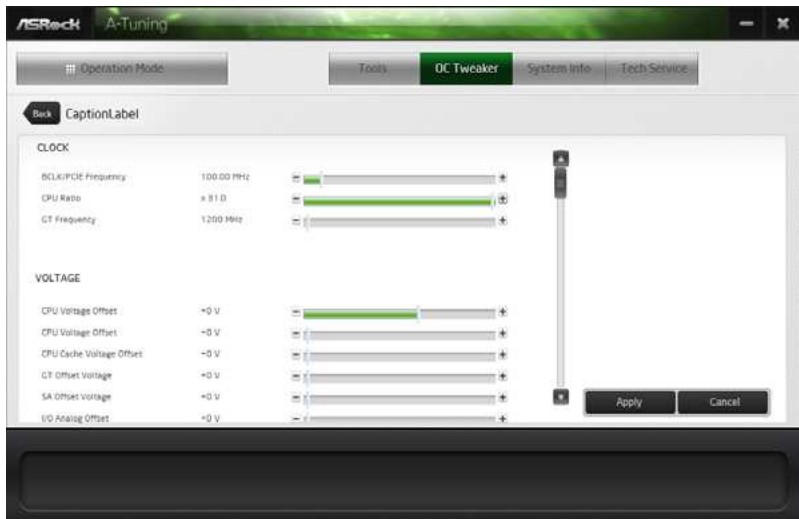 ASRock A-Tuning
Operation Mode
Tools OC Tweaker System Info Tech Service
Back CaptionLabel
CLOCK
BCLK/PCIE Frequency 100.00 MHz
CPU Ratio x 81.0
GT Frequency 1200 MHz
VOLTAGE
CPU Voltage Offset +0 V
CPU Voltage Offset +0 V
CPU Cache Voltage Offset +0 V
GT Offset Voltage +0 V
SA Offset Voltage +0 V
I/O Analog Offset +0 V
Apply Cancel